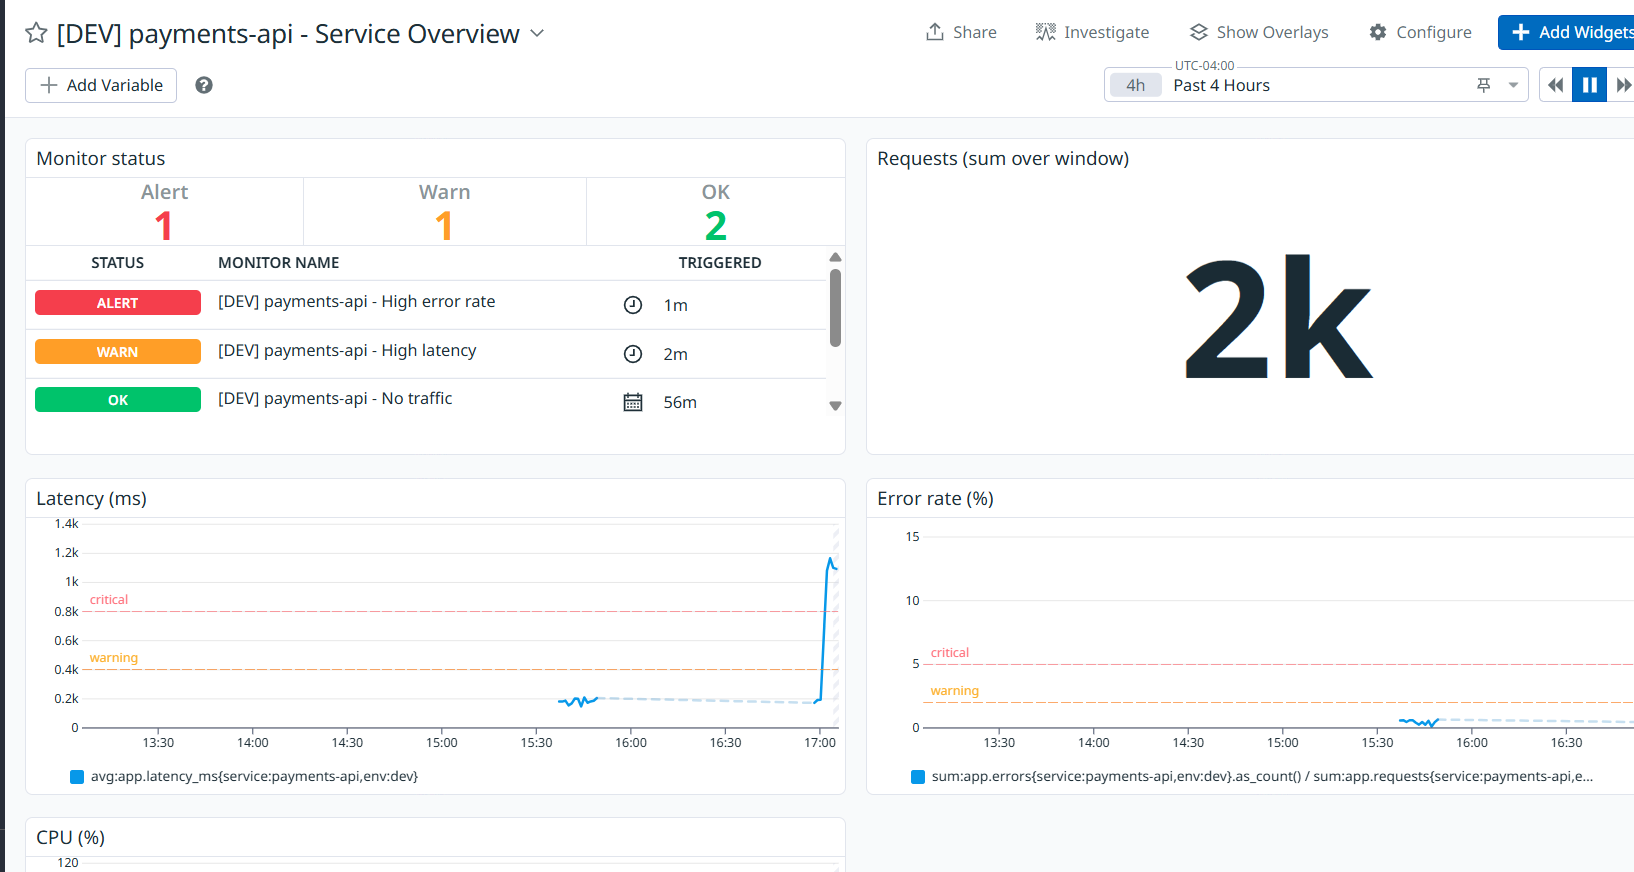 [DEV] payments-api - Service Overview
Share
Investigate
Show Overlays
Configure
Add Widgets
Add Variable
?
UTC-04:00
4h
Past 4 Hours
Monitor status
Alert
1
Warn
1
OK
2
STATUS MONITOR NAME TRIGGERED
ALERT [DEV] payments-api - High error rate 1m
WARN [DEV] payments-api - High latency 2m
OK [DEV] payments-api - No traffic 56m
Requests (sum over window)
2k
Latency (ms)
1.4k
1.2k
1k
critical
0.8k
0.6k
warning
0.4k
0.2k
0
13:30 14:00 14:30 15:00 15:30 16:00 16:30 17:00
avg:app.latency_ms{service:payments-api,env:dev}
Error rate (%)
15
10
critical
5
warning
0
13:30 14:00 14:30 15:00 15:30 16:00 16:30
sum:app.errors{service:payments-api,env:dev}.as_count() / sum:app.requests{service:payments-api,e...
CPU (%)
120